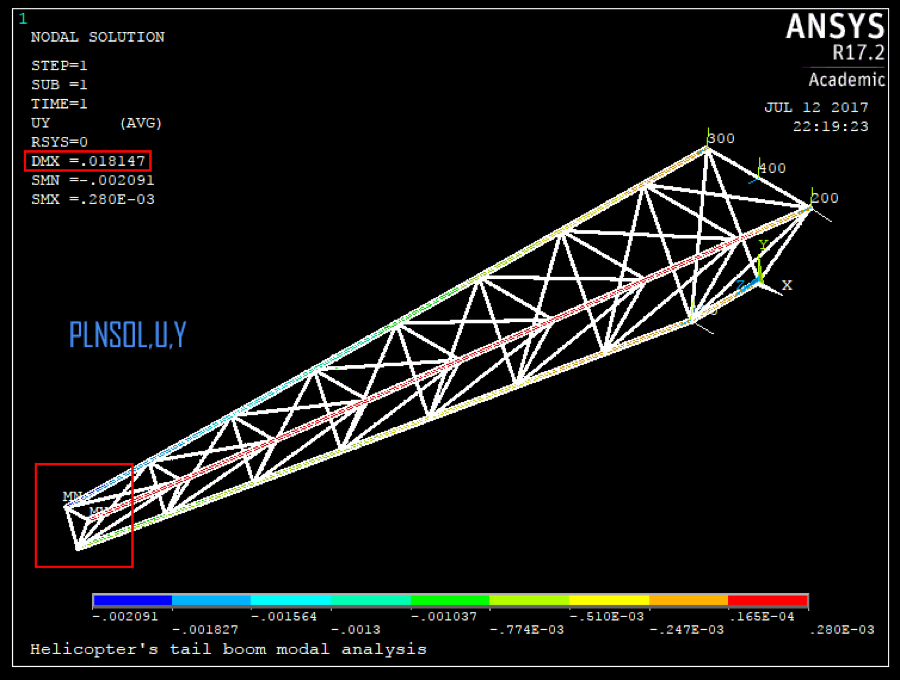 1
NODAL SOLUTION
STEP=1
SUB =1
TIME=1
UY (AVG)
RSYS=0
DMX =.018147
SMN =-.002091
SMX =.280E-03
ANSYS
R17.2
Academic
JUL 12 2017
22:19:23
300
400
200
Y
Z
X
PLNSOL,U,Y
MN
-.002091
-.001827
-.001564
-.0013
-.001037
-.774E-03
-.510E-03
-.247E-03
.165E-04
.280E-03
Helicopter's tail boom modal analysis